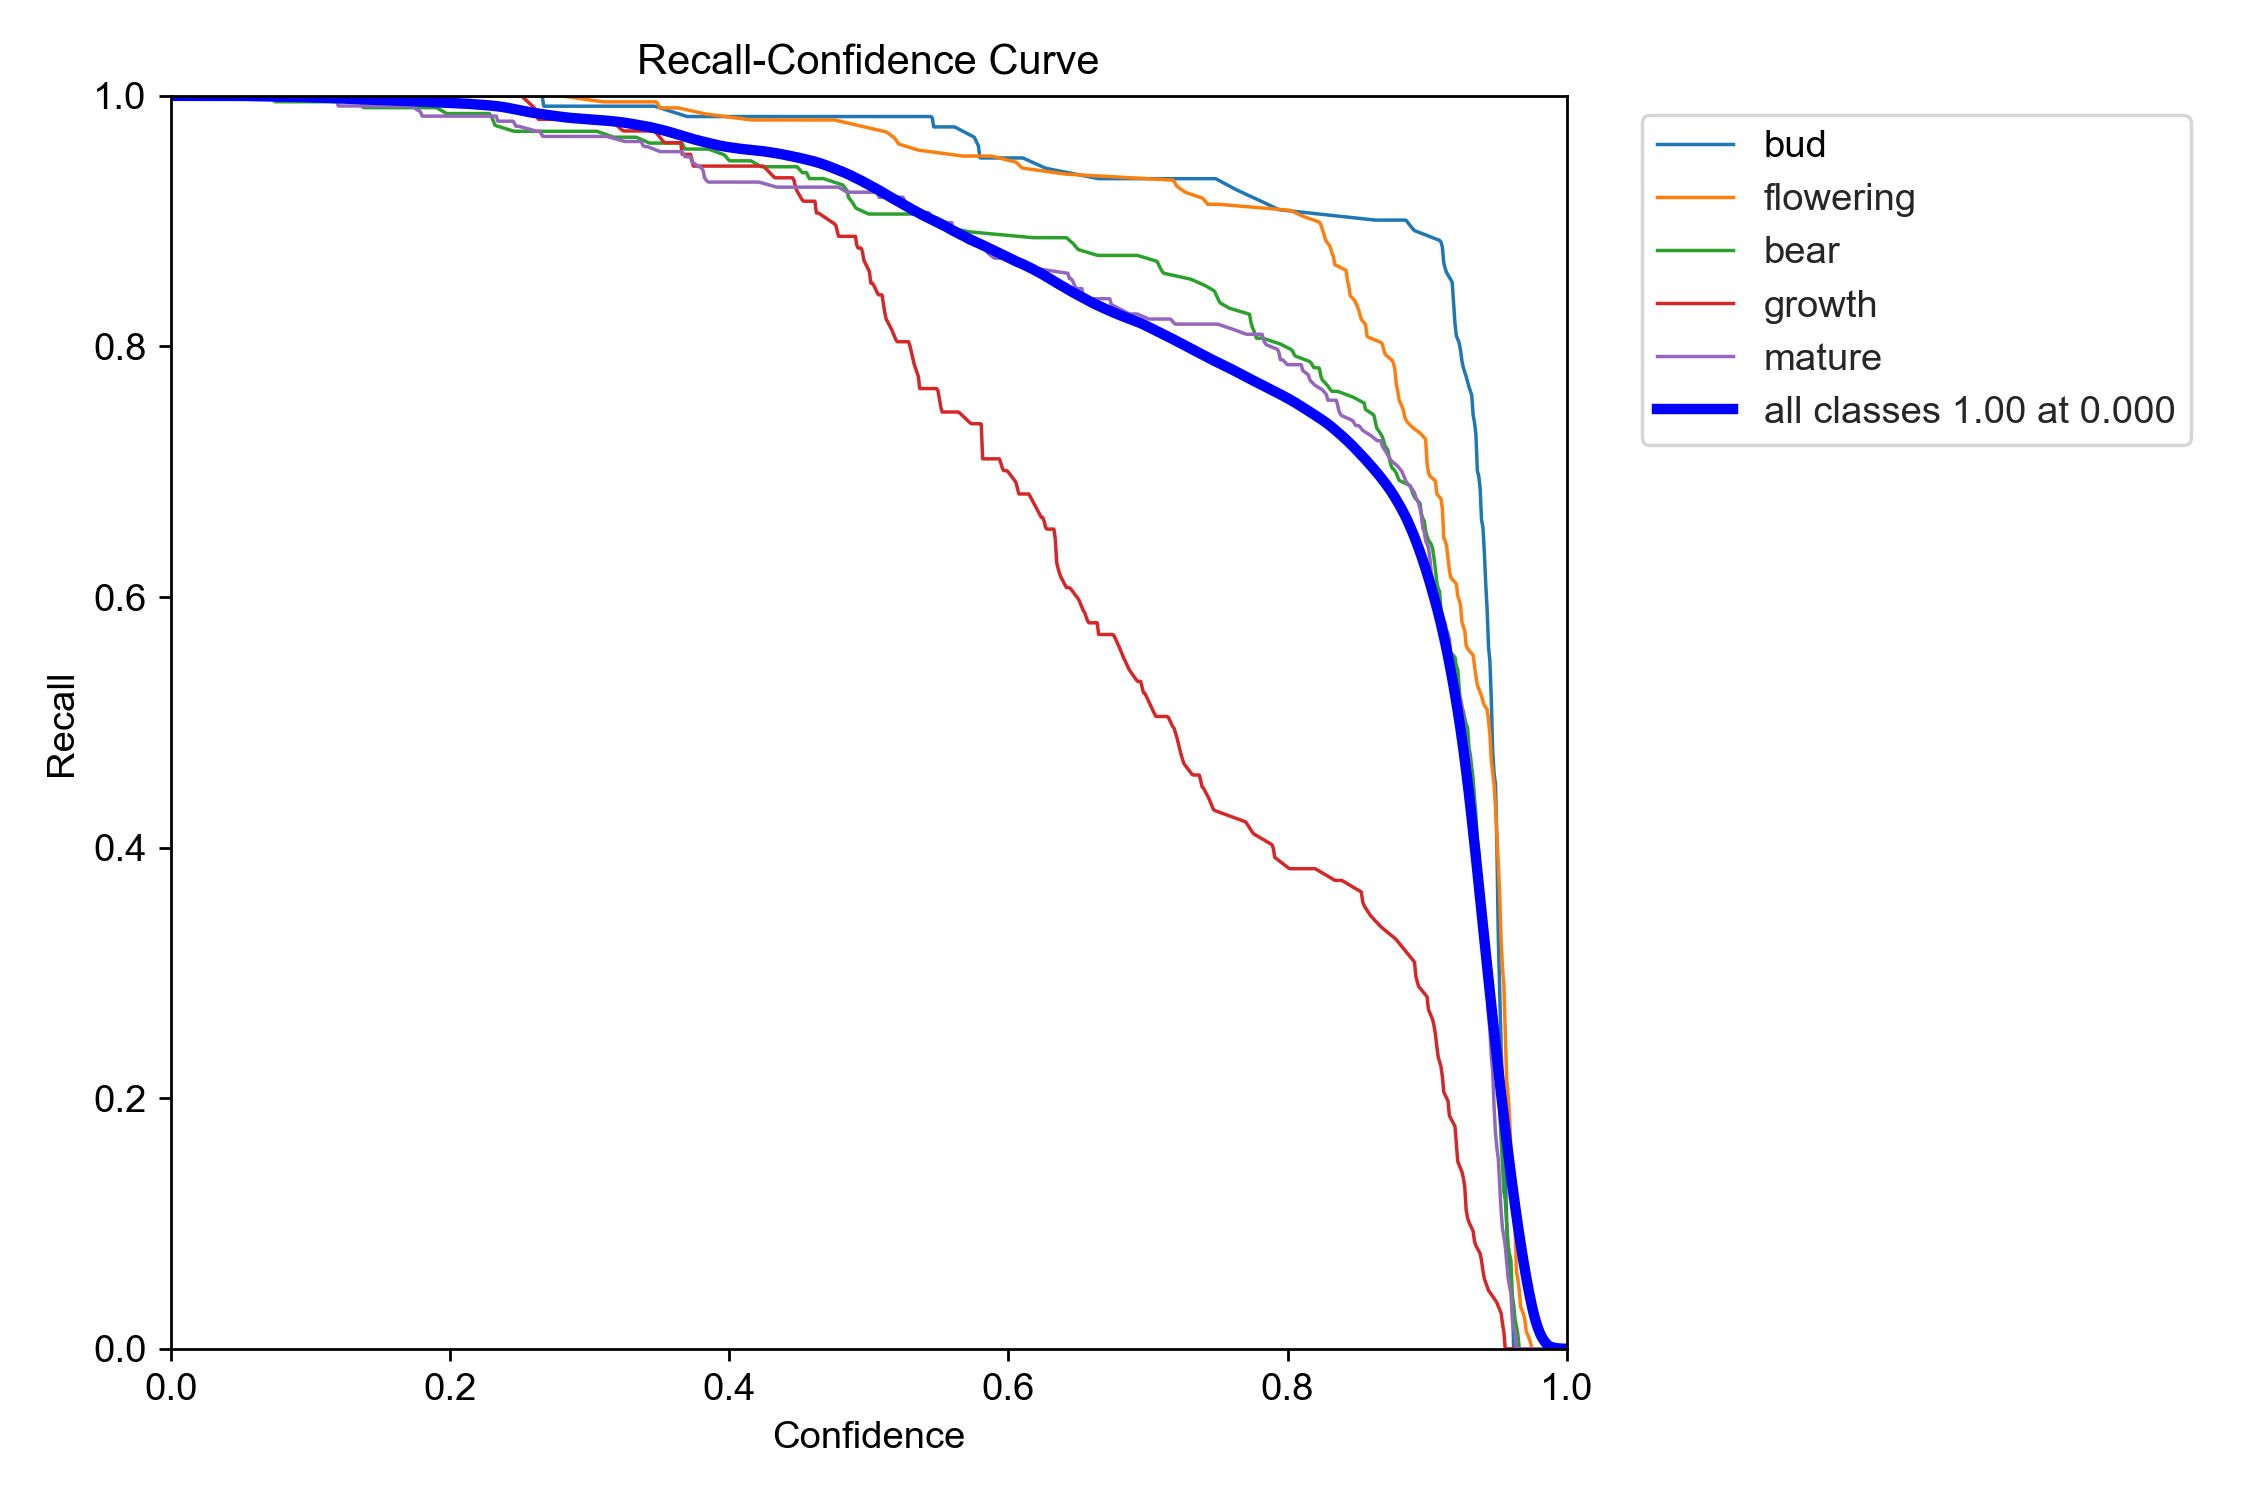 Recall-Confidence Curve
1.0
0.8
0.6
0.4
0.2
0.0
Recall
0.0 0.2 0.4 0.6 0.8 1.0
Confidence
bud
flowering
bear
growth
mature
all classes 1.00 at 0.000